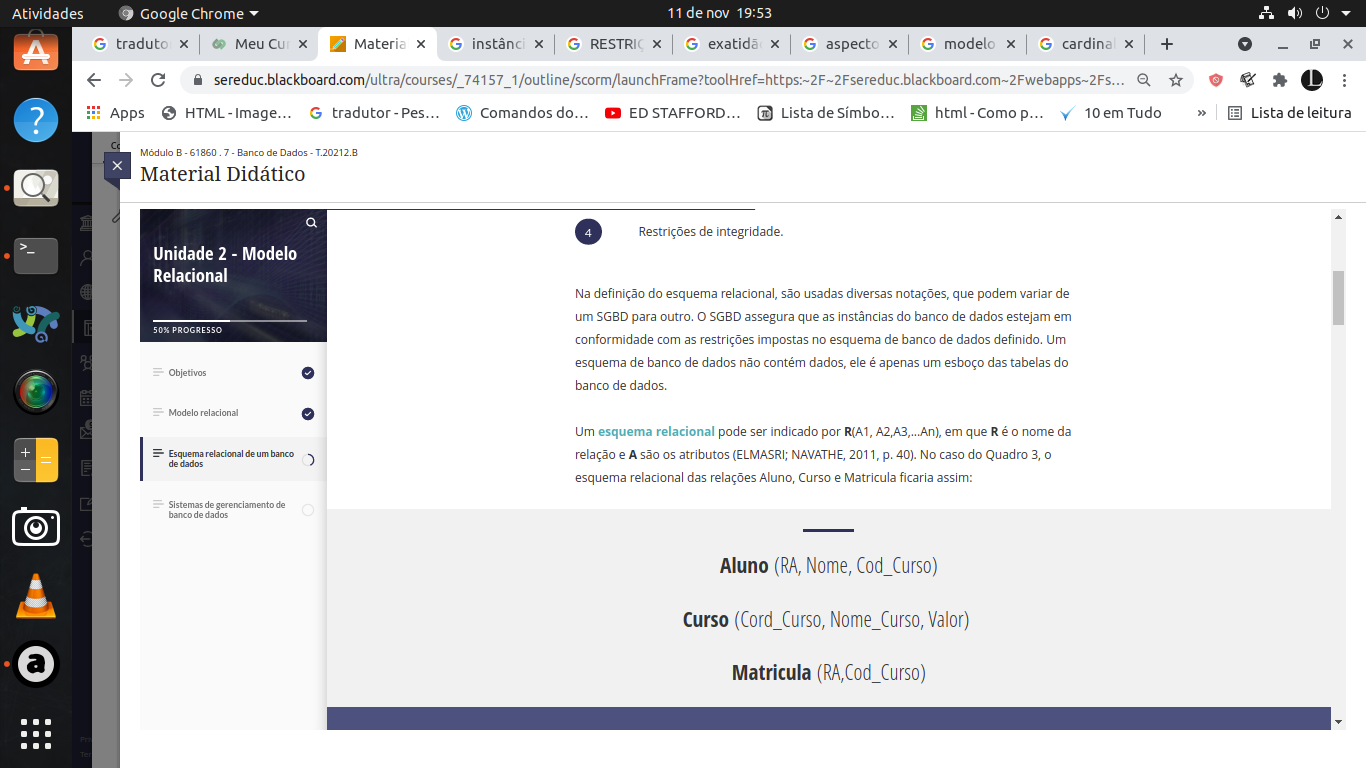 Atividades
Google Chrome
11 de nov 19:53
traduto
Meu Cu
Materia
instânci
RESTRIÇ
exatidã
aspecto
modelo
cardinal
sereduc.blackboard.com/ultra/courses/_74157_1/outline/scorm/launchFrame?toolHref=https:~2F~2Fsereduc.blackboard.com~2Fwebapps~2Fs...
Apps
HTML - Image...
tradutor - Pes...
Comandos do...
ED STAFFORD...
Lista de Símbo...
html - Como p...
10 em Tudo
»
Lista de leitura
Módulo B - 61860 . 7 - Banco de Dados - T.20212.B
Material Didático
Unidade 2 - Modelo
Relacional
50% PROGRESSO
Objetivos
Modelo relacional
Esquema relacional de um banco
de dados
Sistemas de gerenciamento de
banco de dados
4 Restrições de integridade.
Na definição do esquema relacional, são usadas diversas notações, que podem variar de
um SGBD para outro. O SGBD assegura que as instâncias do banco de dados estejam em
conformidade com as restrições impostas no esquema de banco de dados definido. Um
esquema de banco de dados não contém dados, ele é apenas um esboço das tabelas do
banco de dados.
Um esquema relacional pode ser indicado por R(A1, A2,A3,...An), em que R é o nome da
relação e A são os atributos (ELMASRI; NAVATHE, 2011, p. 40). No caso do Quadro 3, o
esquema relacional das relações Aluno, Curso e Matricula ficaria assim:
Aluno (RA, Nome, Cod_Curso)
Curso (Cord_Curso, Nome_Curso, Valor)
Matricula (RA,Cod_Curso)